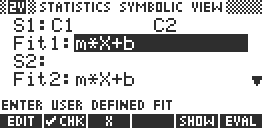 2V STATISTICS SYMBOLIC VIEW
S1: C1 C2
Fit1: m*X+b
S2:
Fit2: m*X+b
ENTER USER DEFINED FIT
EDIT ✓CHK X SHOW EVAL